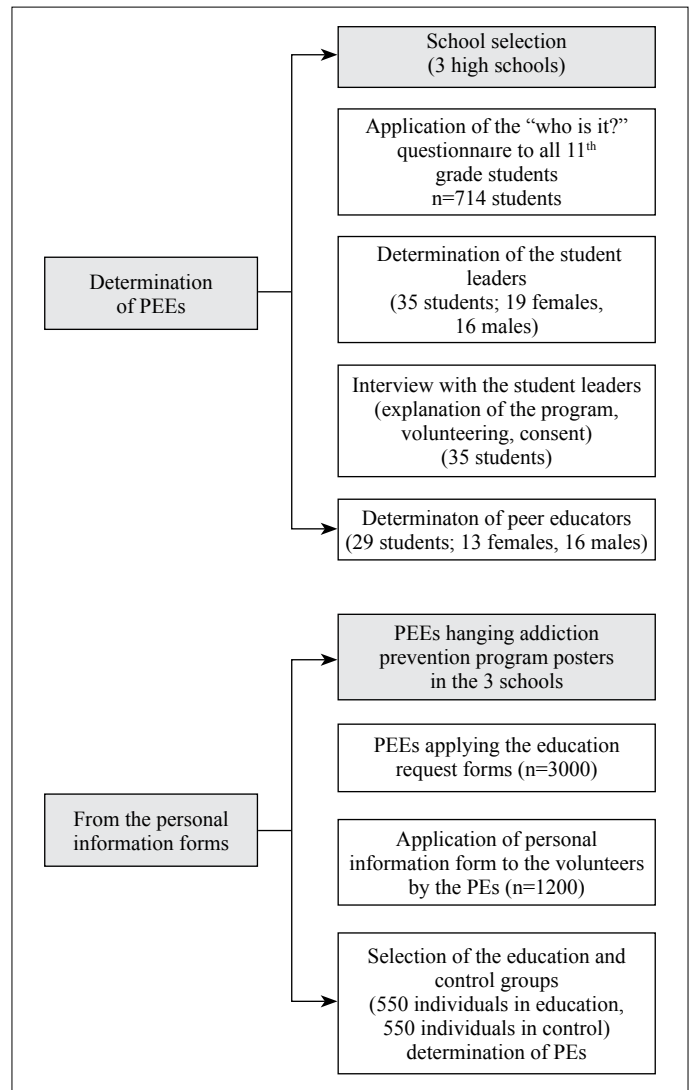 School selection
(3 high schools)
Application of the “who is it?”
questionnaire to all 11th
grade students
n=714 students
Determination of the student
leaders
(35 students; 19 females,
16 males)
Determination
of PEEs
Interview with the student leaders
(explanation of the program,
volunteering, consent)
(35 students)
Determinaton of peer educators
(29 students; 13 females, 16 males)
PEEs hanging addiction
prevention program posters
in the 3 schools
PEEs applying the education
request forms (n=3000)
From the personal
information forms
Application of personal
information form to the volunteers
by the PEs (n=1200)
Selection of the education and
control groups
(550 individuals in education,
550 individuals in control)
determination of PEs